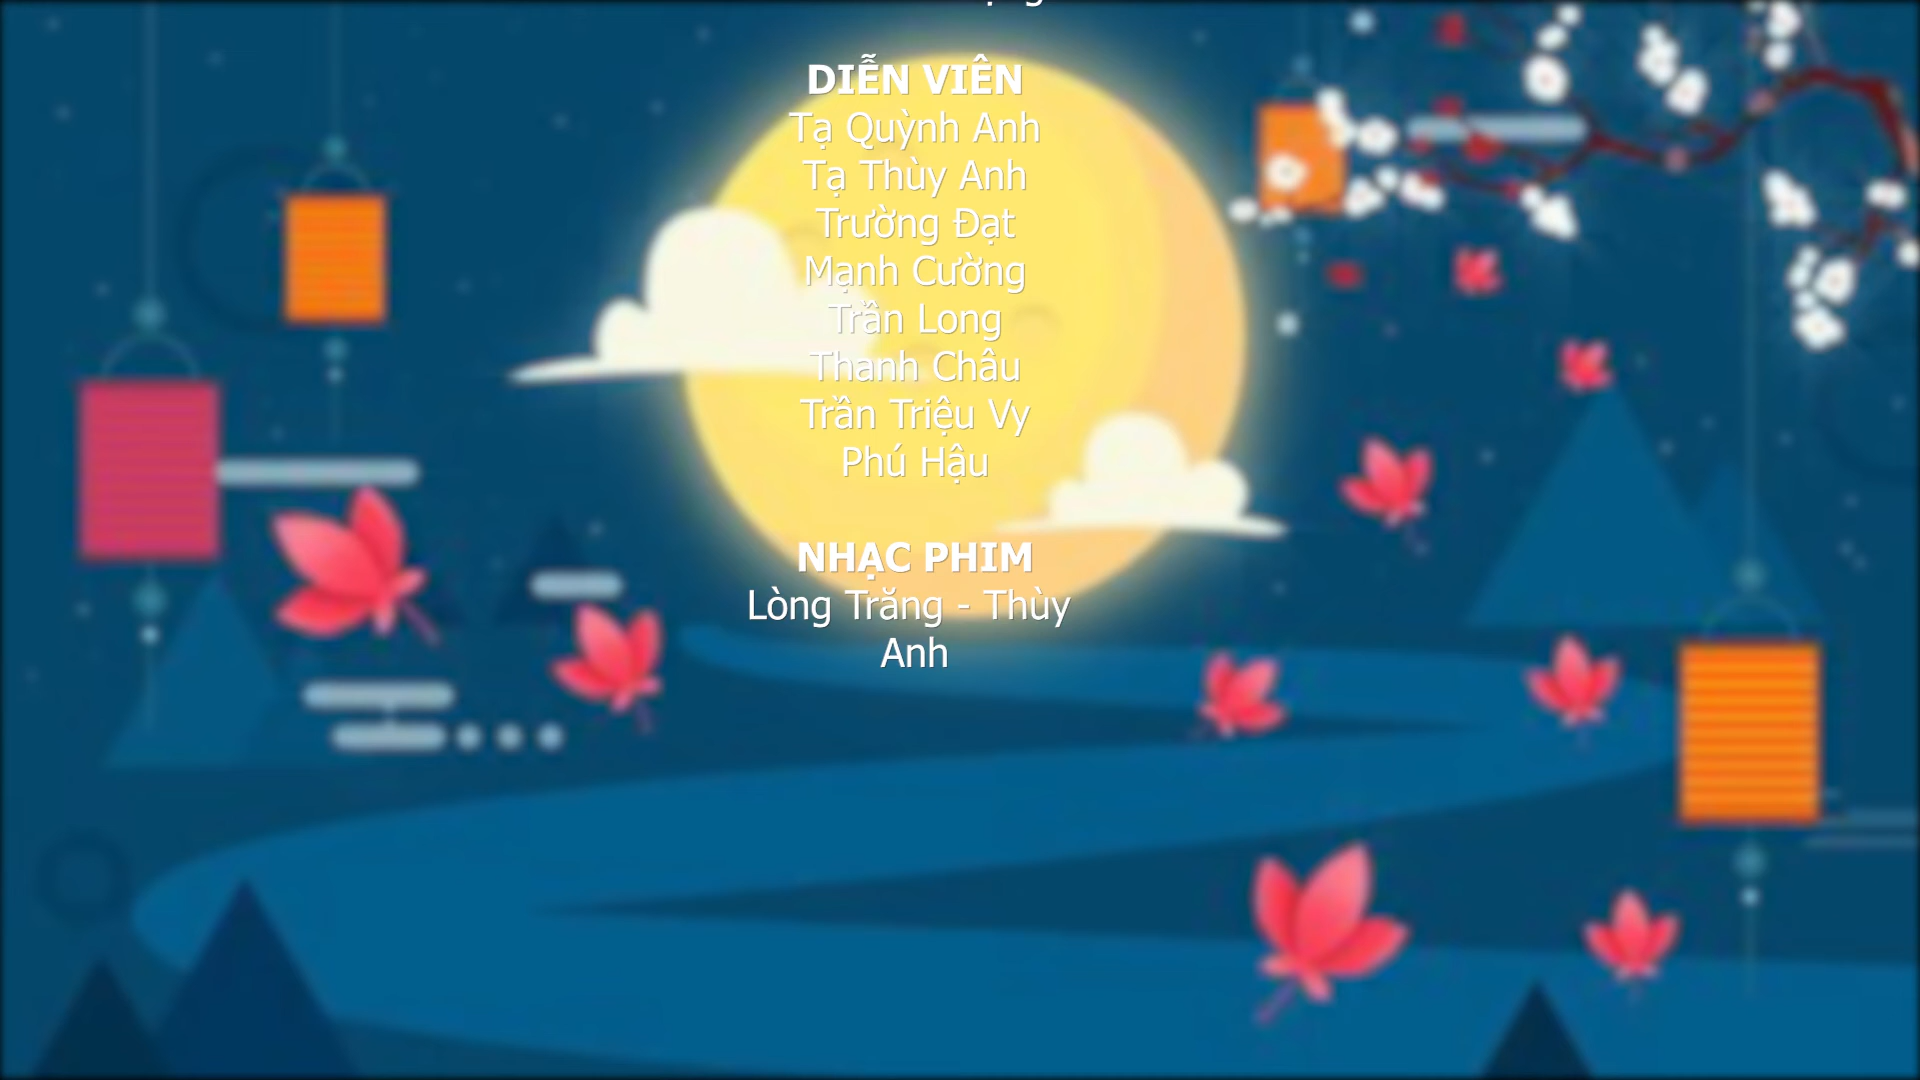 DIỄN VIÊN
Tạ Quỳnh Anh
Tạ Thùy Anh
Trường Đạt
Mạnh Cường
Trần Long
Thanh Châu
Trần Triệu Vy
Phú Hậu
NHẠC PHIM
Lòng Trăng - Thùy
Anh